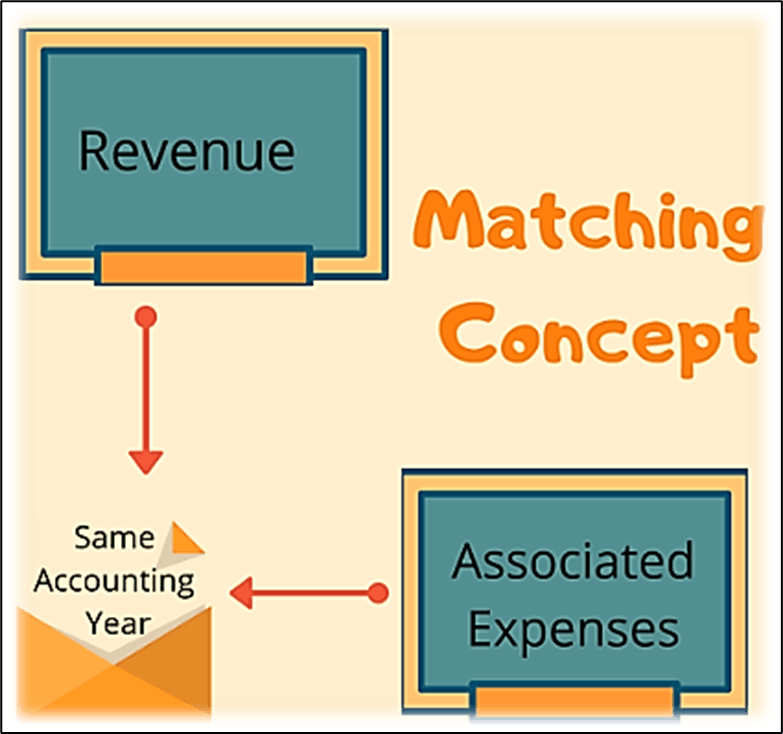 Revenue
Matching
Concept
Same
Accounting
Year
Associated
Expenses